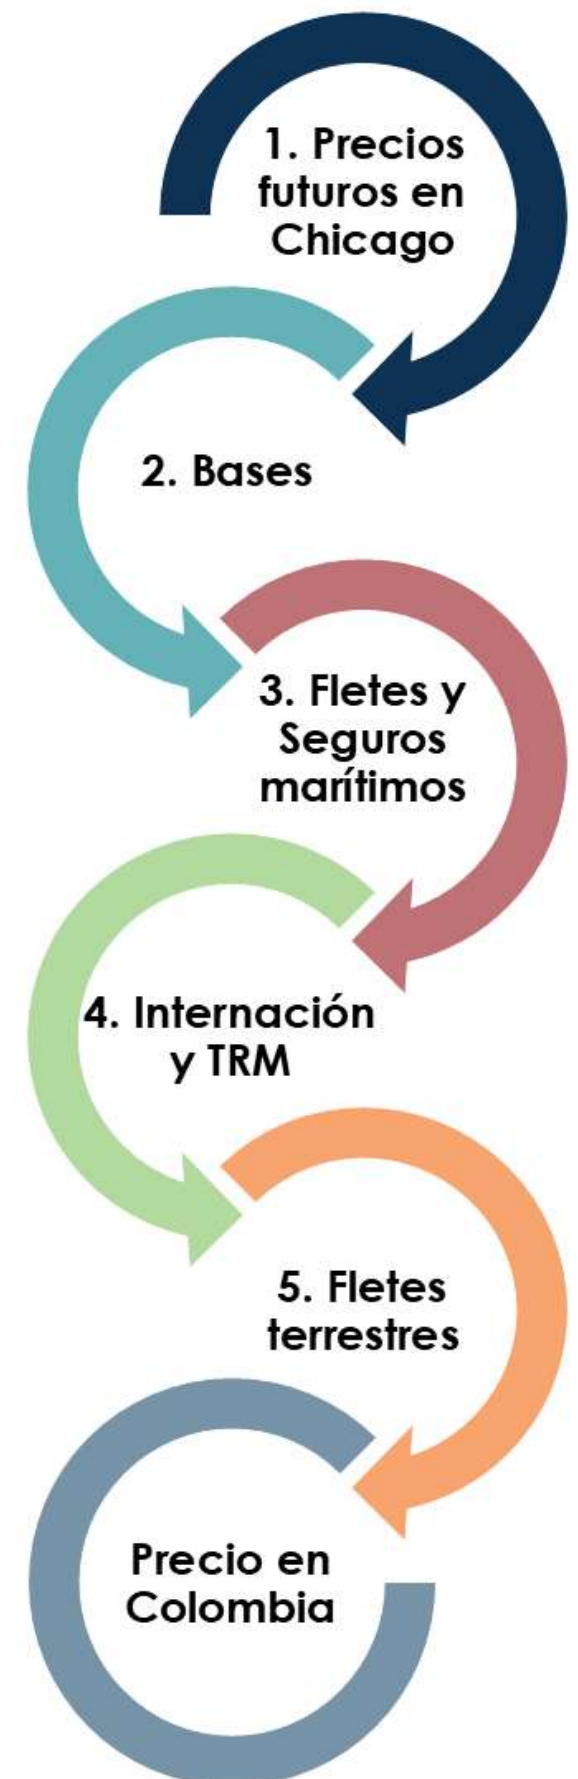 1. Precios
futuros en
Chicago
2. Bases
3. Fletes y
Seguros
marítimos
4. Internación
y TRM
5. Fletes
terrestres
Precio en
Colombia